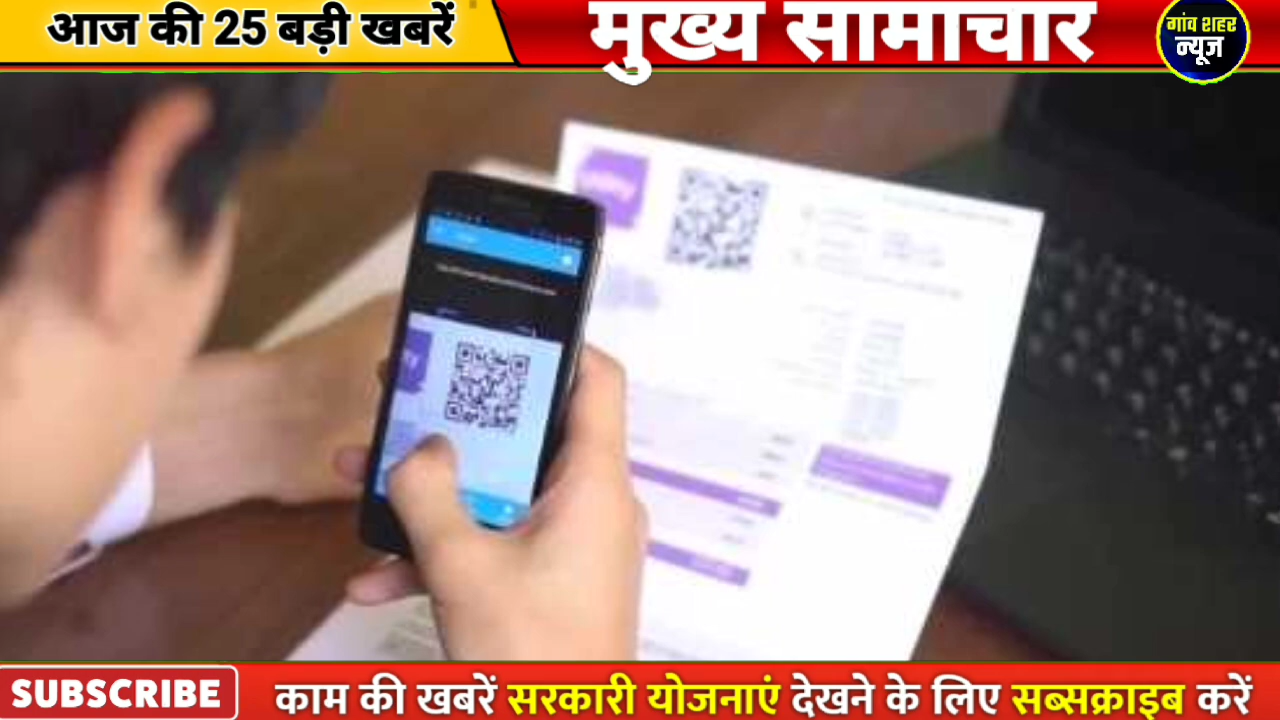 आज की 25 बड़ी खबरें
मुख्य सामाचार
गांव शहर
न्यूज
SUBSCRIBE
काम की खबरें सरकारी योजनाएं देखने के लिए सब्सक्राइब करें